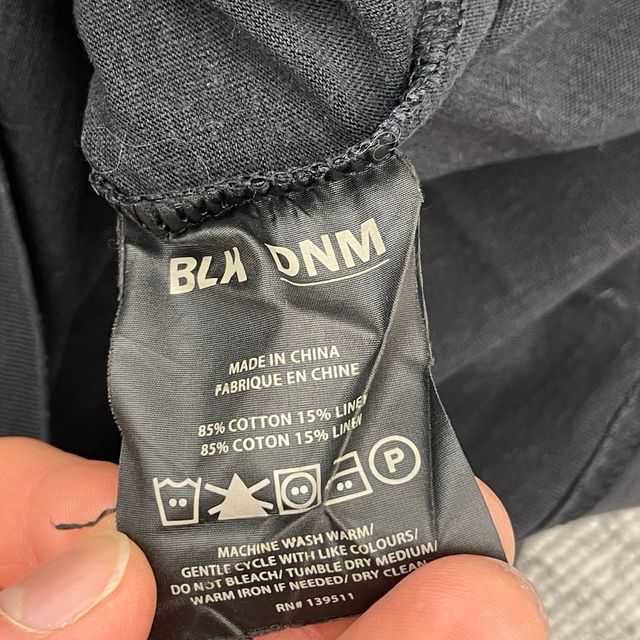 BLK DNM
MADE IN CHINA
FABRIQUE EN CHINE
85% COTTON 15% LINEN
85% COTON 15% LINEN
P
MACHINE WASH WARM/
GENTLE CYCLE WITH LIKE COLOURS/
DO NOT BLEACH/ TUMBLE DRY MEDIUM/
WARM IRON IF NEEDED/ DRY CLEAN
RN# 139511